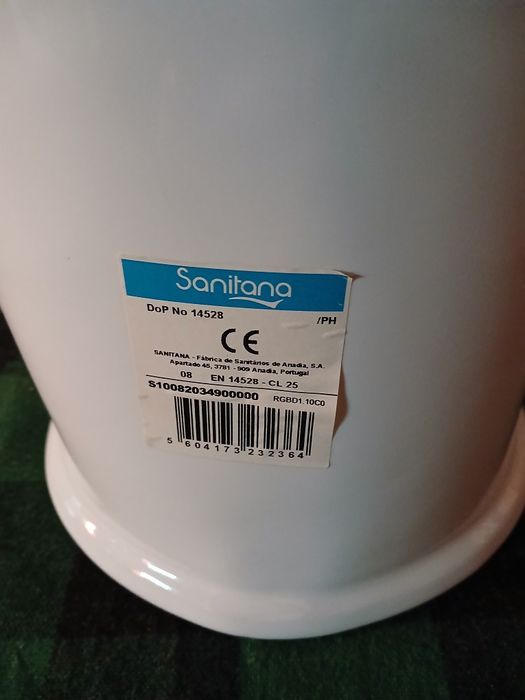 Sanitana
DoP No 14528
/PH
CE
SANITANA - Fábrica de Sanitários de Anadia, S.A.
Apartado 45, 3781 - 909 Anadia, Portugal
08 EN 14528 - CL 25
S10082034900000 RGBD1.10C0
5 604173 232364